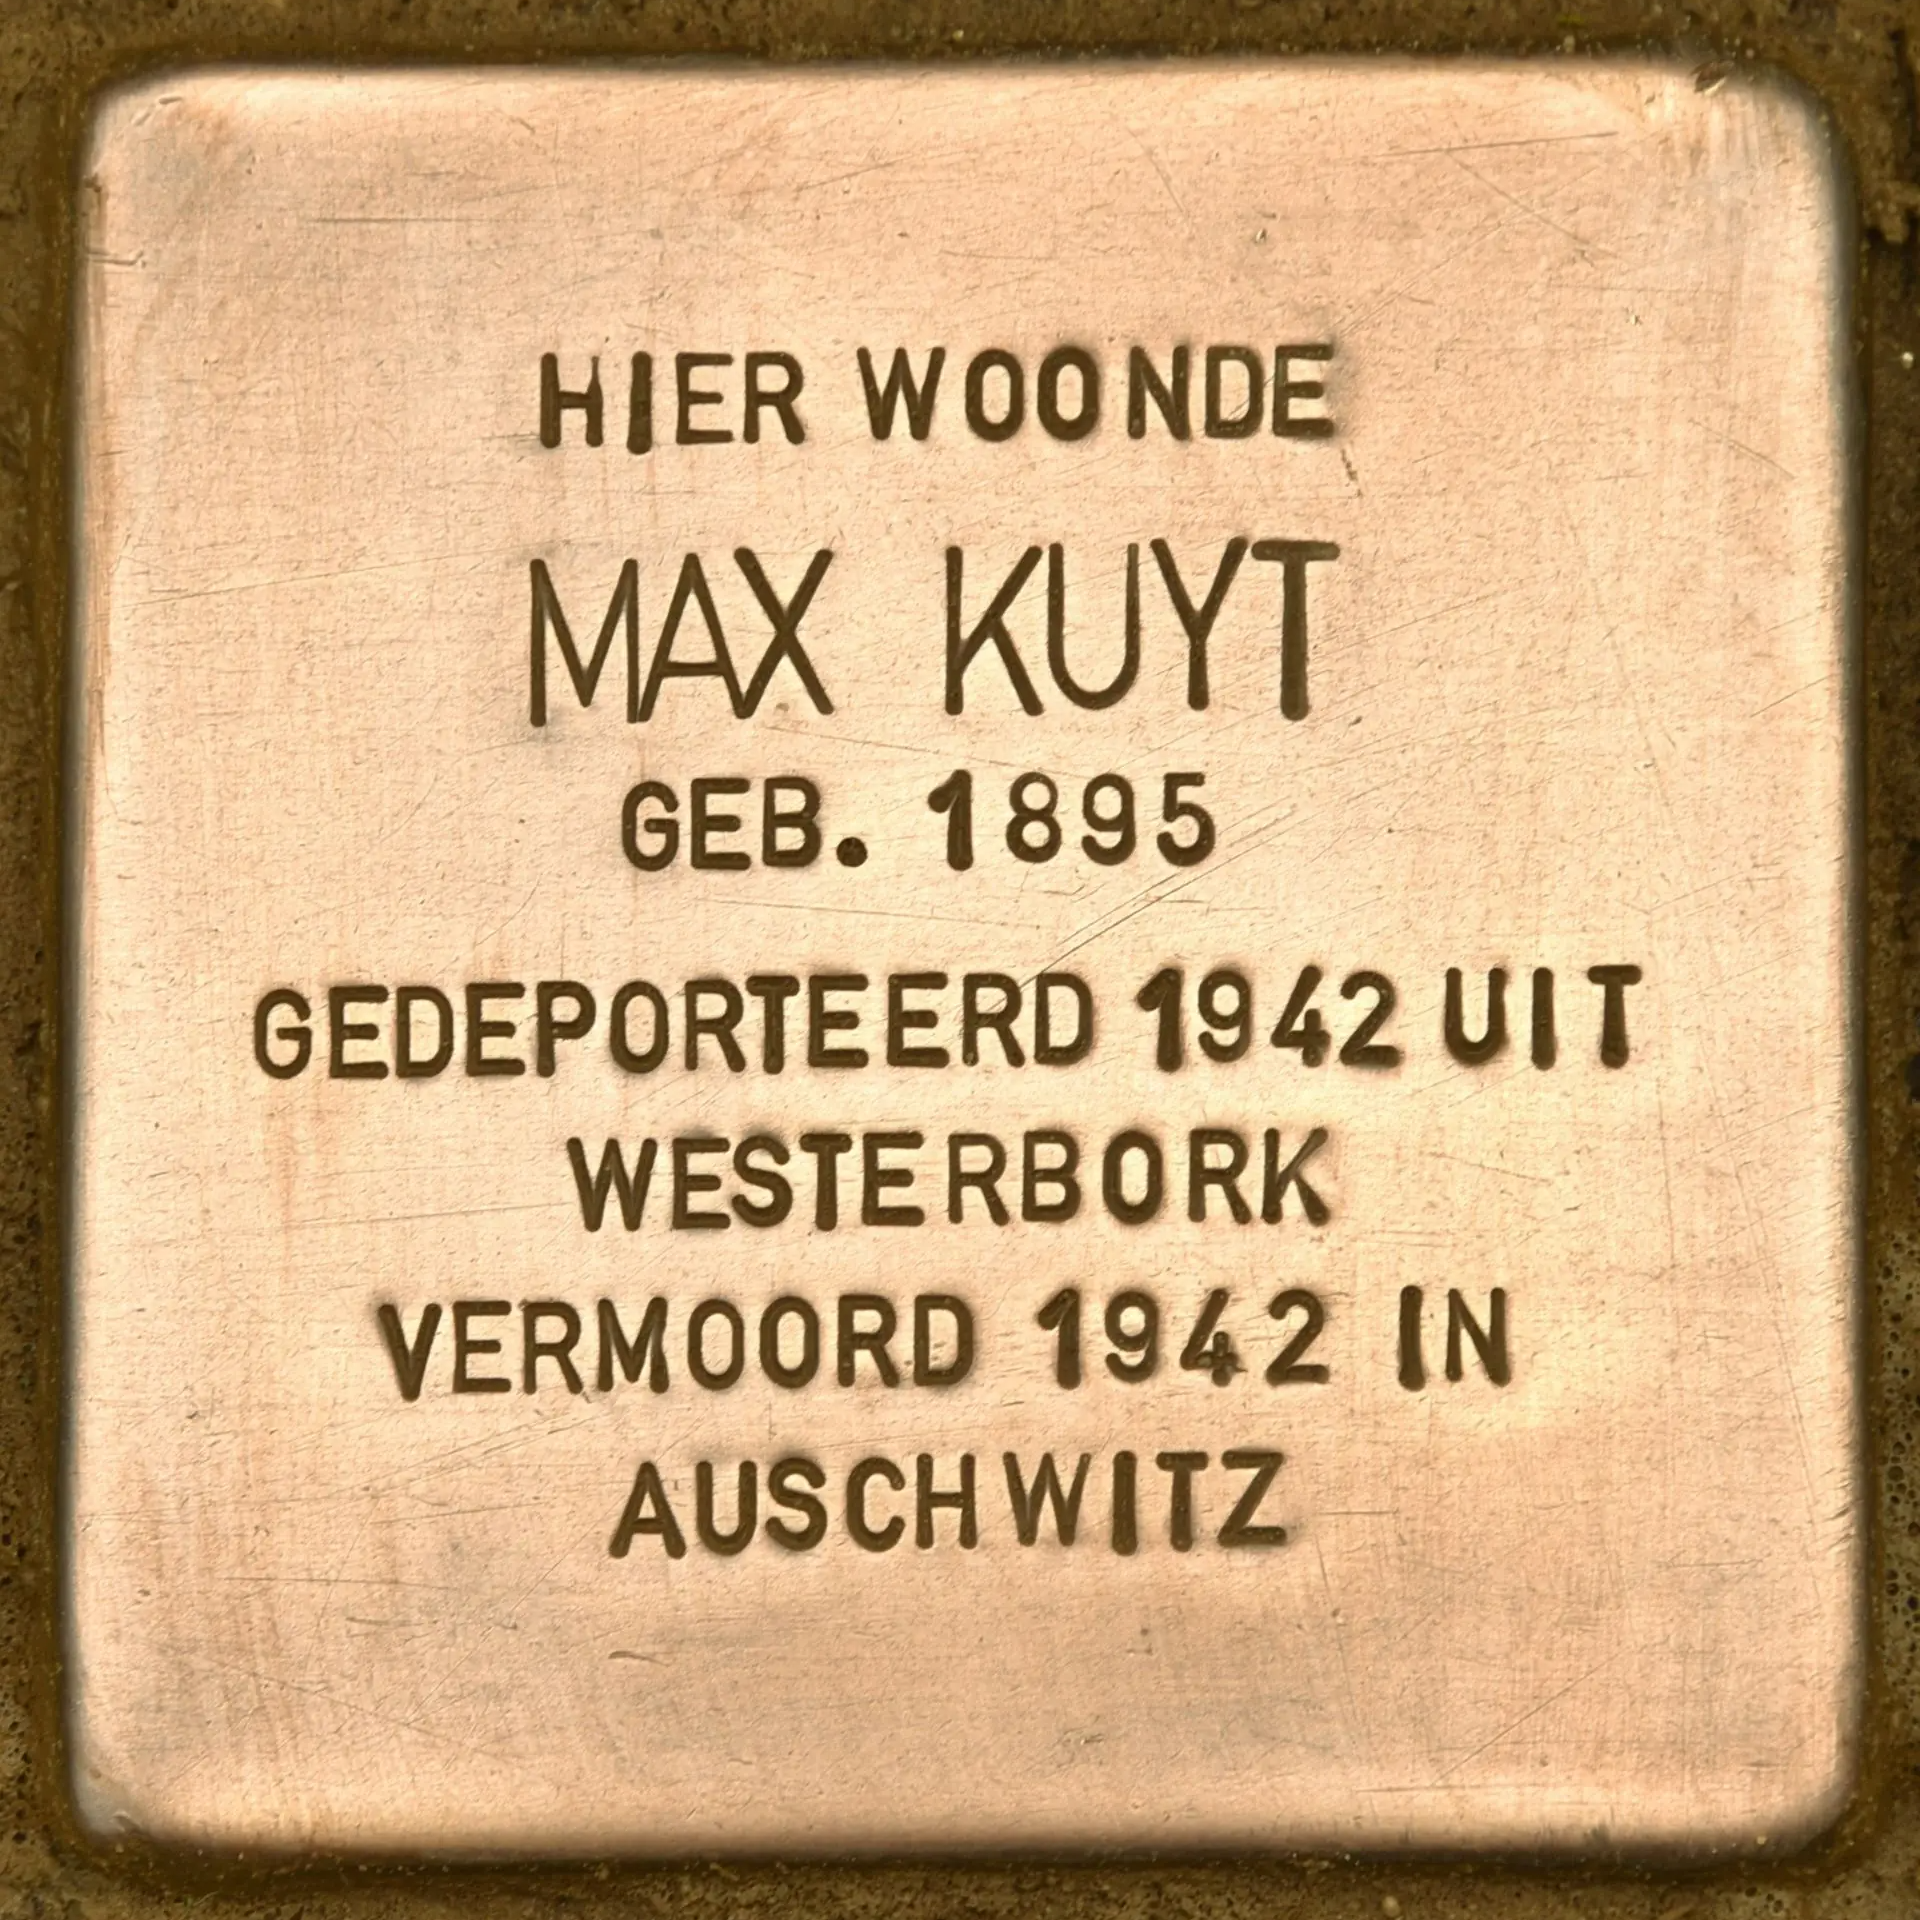 HIER WOONDE
MAX KUYT
GEB. 1895
GEDEPORTEERD 1942 UIT
WESTERBORK
VERMOORD 1942 IN
AUSCHWITZ